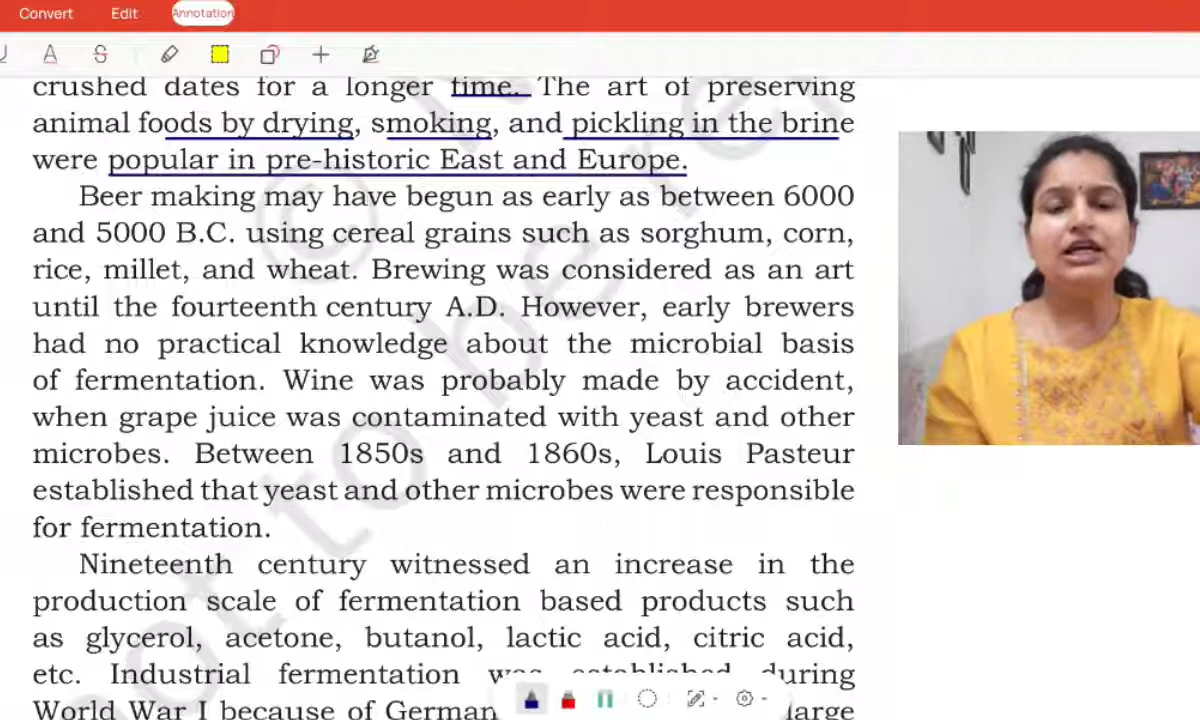 Convert Edit Annotation
crushed dates for a longer time. The art of preserving
animal foods by drying, smoking, and pickling in the brine
were popular in pre-historic East and Europe.
Beer making may have begun as early as between 6000
and 5000 B.C. using cereal grains such as sorghum, corn,
rice, millet, and wheat. Brewing was considered as an art
until the fourteenth century A.D. However, early brewers
had no practical knowledge about the microbial basis
of fermentation. Wine was probably made by accident,
when grape juice was contaminated with yeast and other
microbes. Between 1850s and 1860s, Louis Pasteur
established that yeast and other microbes were responsible
for fermentation.
Nineteenth century witnessed an increase in the
production scale of fermentation based products such
as glycerol, acetone, butanol, lactic acid, citric acid,
etc. Industrial fermentation was established during
World War I because of German large